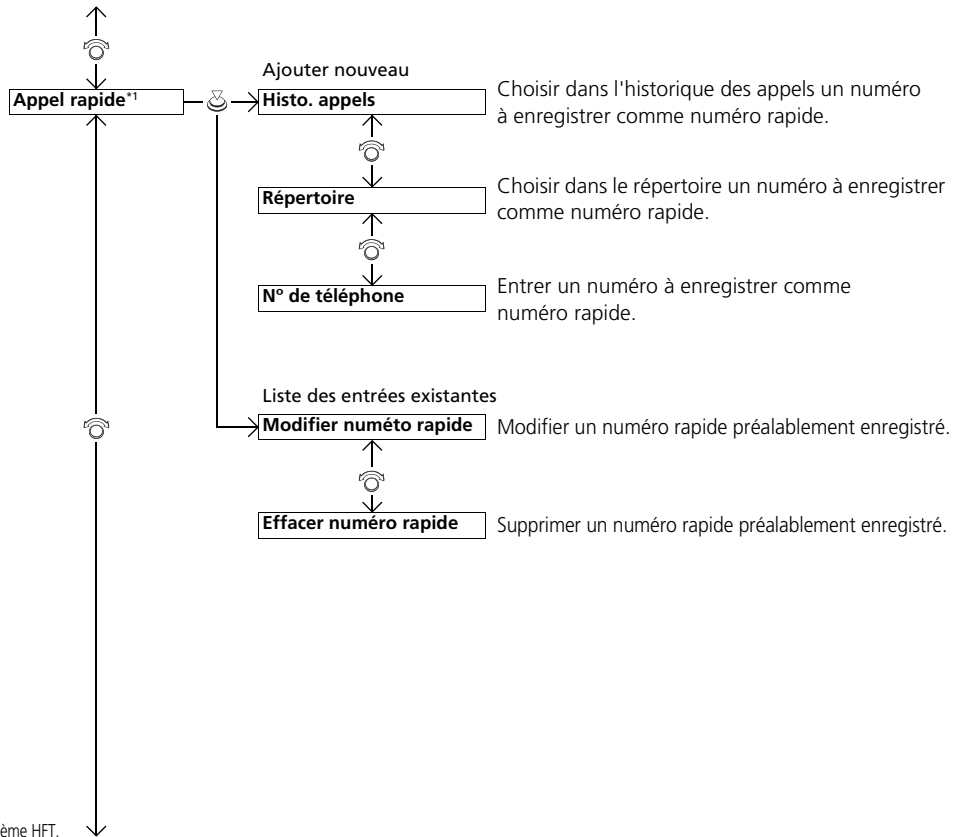 Ajouter nouveau
Appel rapide*1
Histo. appels
Choisir dans l'historique des appels un numéro
à enregistrer comme numéro rapide.
Répertoire
Choisir dans le répertoire un numéro à enregistrer
comme numéro rapide.
Nº de téléphone
Entrer un numéro à enregistrer comme
numéro rapide.
Liste des entrées existantes
Modifier numéto rapide
Modifier un numéro rapide préalablement enregistré.
Effacer numéro rapide
Supprimer un numéro rapide préalablement enregistré.
ème HFT.